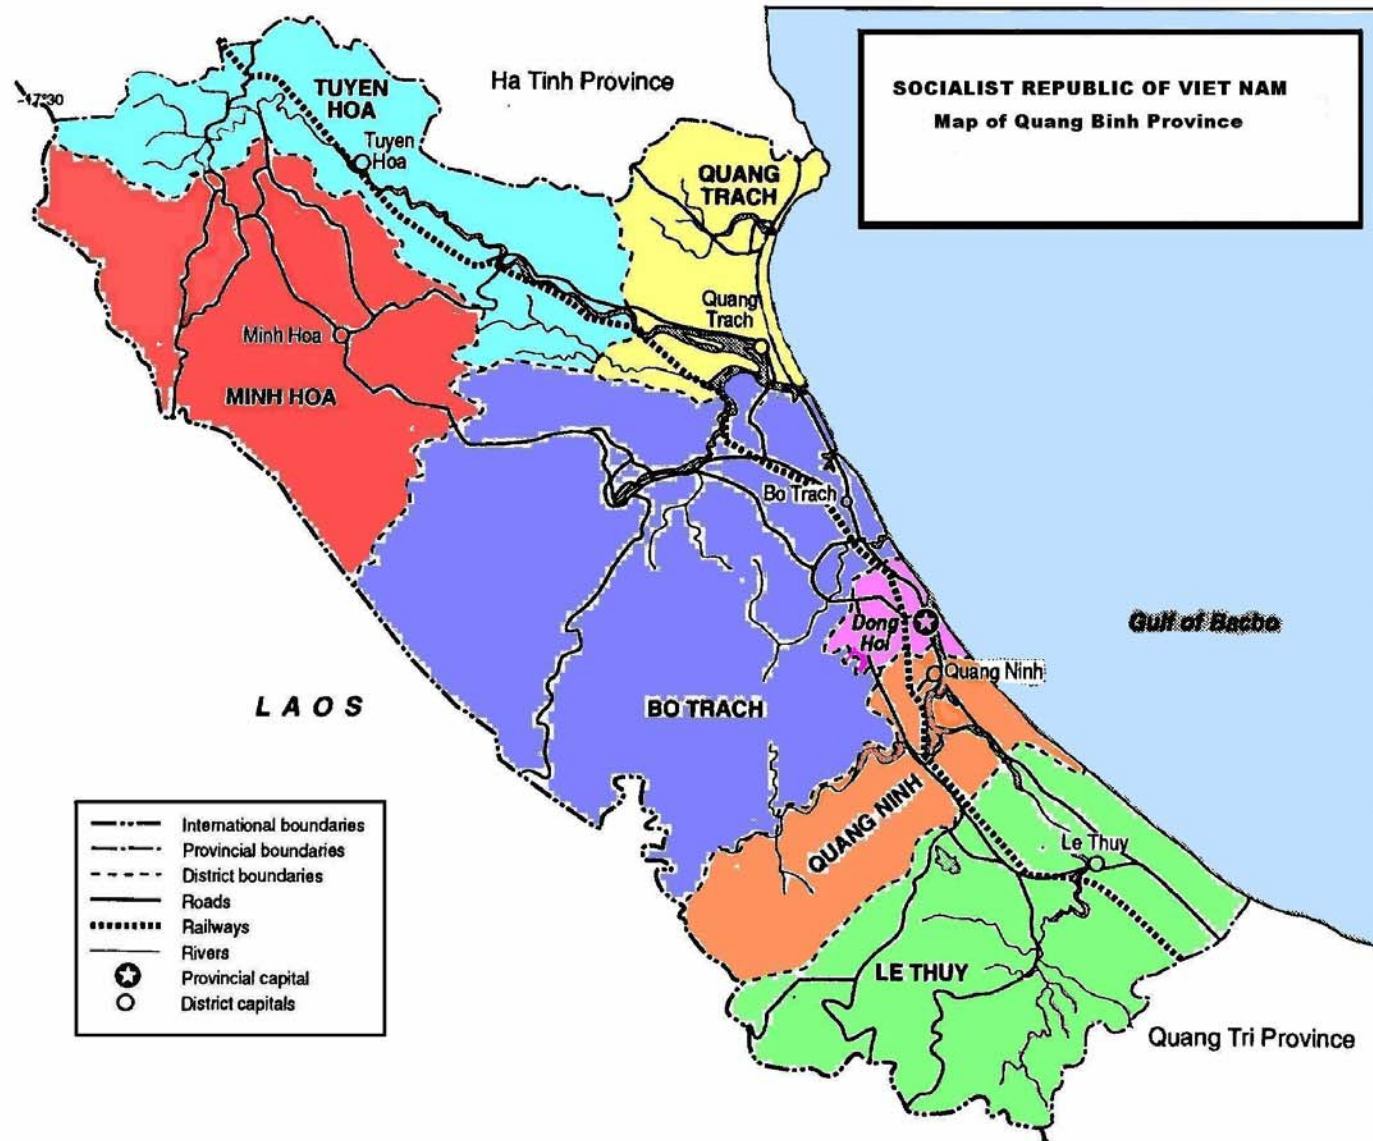 SOCIALIST REPUBLIC OF VIET NAM
Map of Quang Binh Province
Ha Tinh Province
17°30
TUYEN
HOA
Tuyen
Hoa
QUANG
TRACH
Quang
Trach
Minh Hoa
MINH HOA
Bo Trach
Dong
Hoi
Gulf of Bacbo
Quang Ninh
LAOS
BO TRACH
QUANG NINH
Le Thuy
LE THUY
Quang Tri Province
International boundaries
Provincial boundaries
District boundaries
Roads
Railways
Rivers
Provincial capital
District capitals